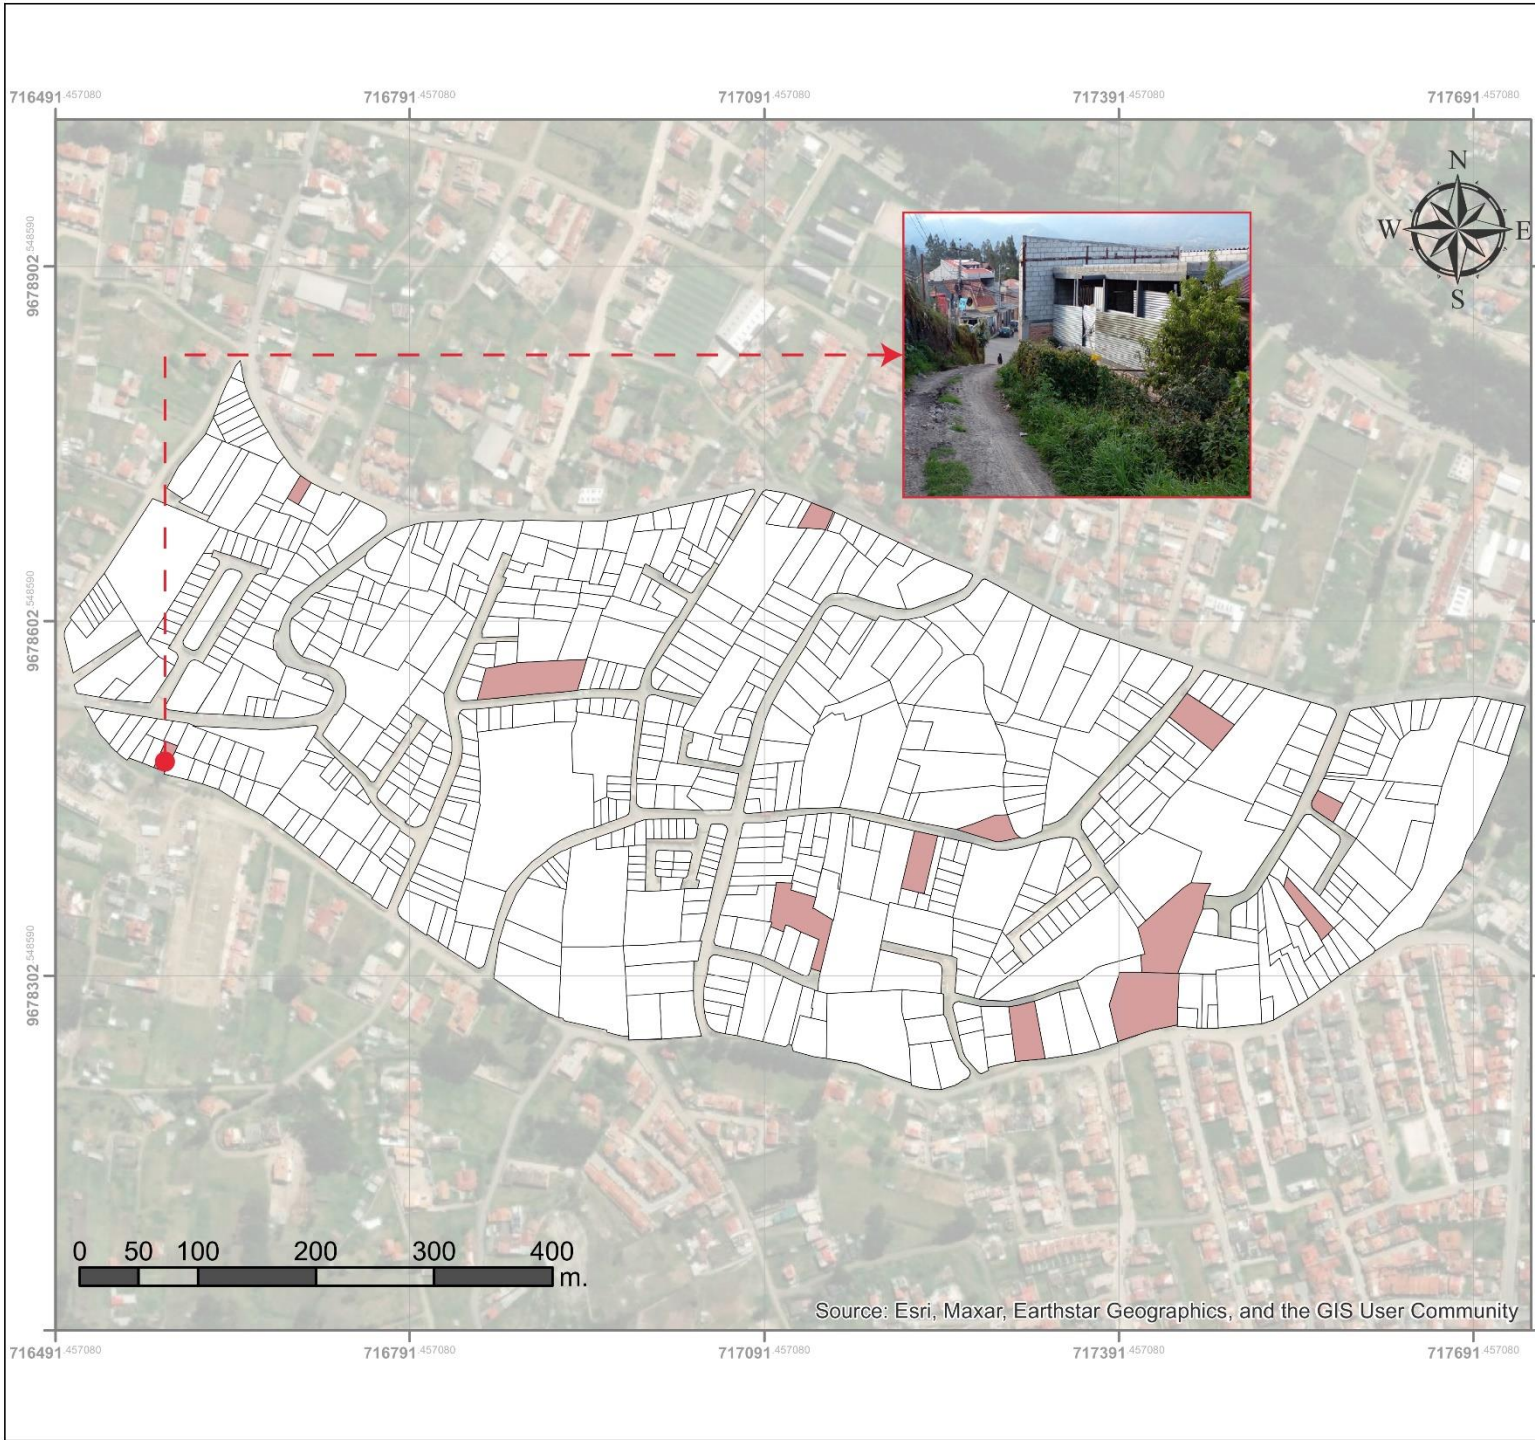 716491.457080 716791.457080 717091.457080 717391.457080 717691.457080
N
W E
S
9678902.548590
9678602.548590
9678302.548590
0 50 100 200 300 400
m.
Source: Esri, Maxar, Earthstar Geographics, and the GIS User Community
716491.457080 716791.457080 717091.457080 717391.457080 717691.457080